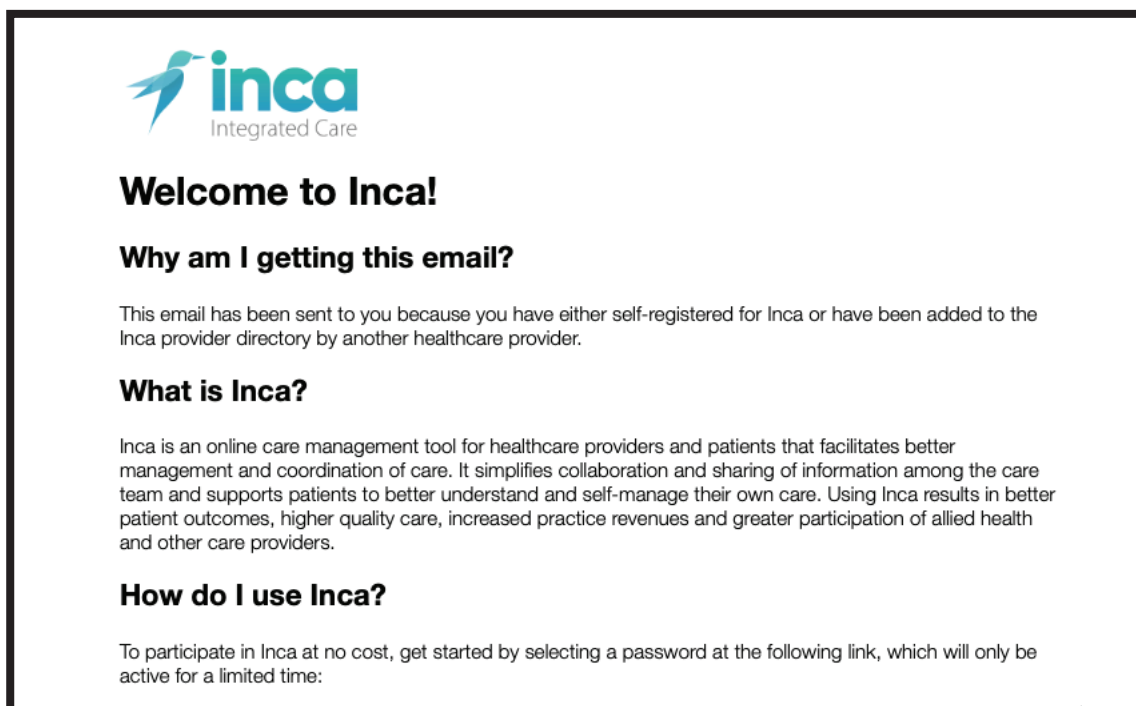 inca
Integrated Care
Welcome to Inca!
Why am I getting this email?
This email has been sent to you because you have either self-registered for Inca or have been added to the
Inca provider directory by another healthcare provider.
What is Inca?
Inca is an online care management tool for healthcare providers and patients that facilitates better
management and coordination of care. It simplifies collaboration and sharing of information among the care
team and supports patients to better understand and self-manage their own care. Using Inca results in better
patient outcomes, higher quality care, increased practice revenues and greater participation of allied health
and other care providers.
How do I use Inca?
To participate in Inca at no cost, get started by selecting a password at the following link, which will only be
active for a limited time: